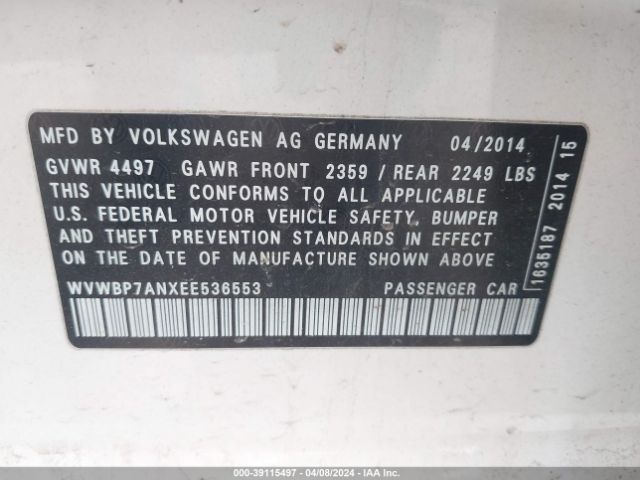 MFD BY VOLKSWAGEN AG GERMANY 04/2014
GVWR 4497 GAWR FRONT 2359 / REAR 2249 LBS
THIS VEHICLE CONFORMS TO ALL APPLICABLE
U.S. FEDERAL MOTOR VEHICLE SAFETY, BUMPER
AND THEFT PREVENTION STANDARDS IN EFFECT
ON THE DATE OF MANUFACTURE SHOWN ABOVE
WVWBP7ANXEE536553 PASSENGER CAR
1635187 2014 15
000-39115497 - 04/08/2024 - IAA Inc.